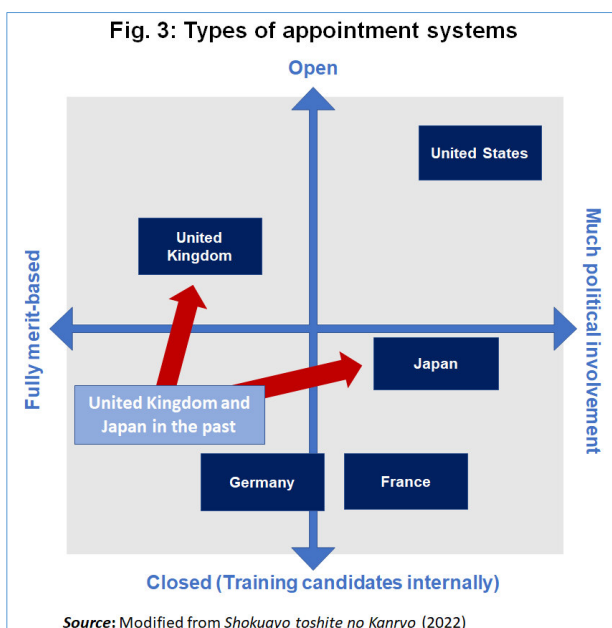 Fig. 3: Types of appointment systems
Open
United States
United
Kingdom
Fully merit-based
Much political involvement
Japan
United Kingdom and
Japan in the past
Germany
France
Closed (Training candidates internally)
Source: Modified from Shokugyo toshite no Kanryo (2022)